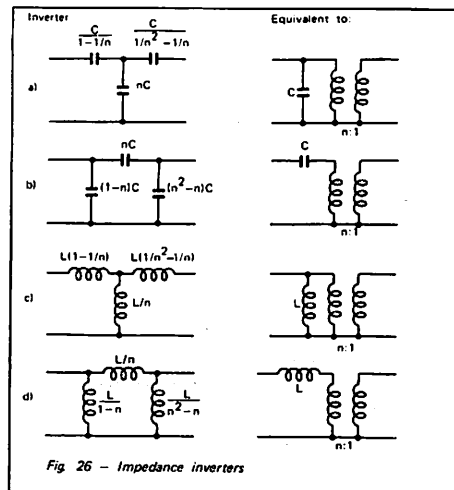 Inverter
Equivalent to:
C
1-1/n
C
1/n² -1/n
a)
nC
C
n:1
b)
nC
(1-n)C
(n²-n)C
C
n:1
c)
L(1-1/n)
L(1/n²-1/n)
L/n
L
n:1
d)
L/n
L
1-n
L
n²-n
L
n:1
Fig. 26 – Impedance inverters